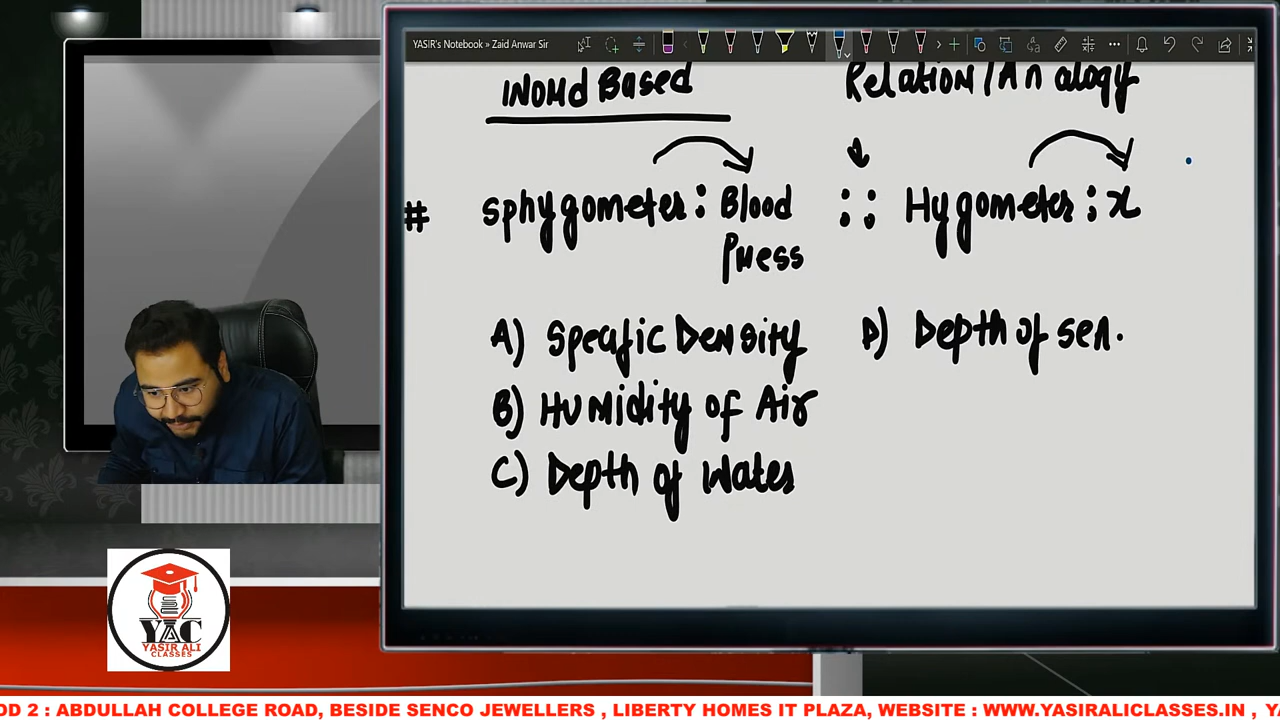 YASIR's Notebook » Zaid Anwar Sir
Word Based Relation/Analogy
# Sphygometer : Blood Press :: Hygometer : x
A) Specific Density D) Depth of sea.
B) Humidity of Air
C) Depth of Water
YAC
YASIR ALI
CLASSES
OD 2 : ABDULLAH COLLEGE ROAD, BESIDE SENCO JEWELLERS , LIBERTY HOMES IT PLAZA, WEBSITE : WWW.YASIRALICLASSES.IN , YA